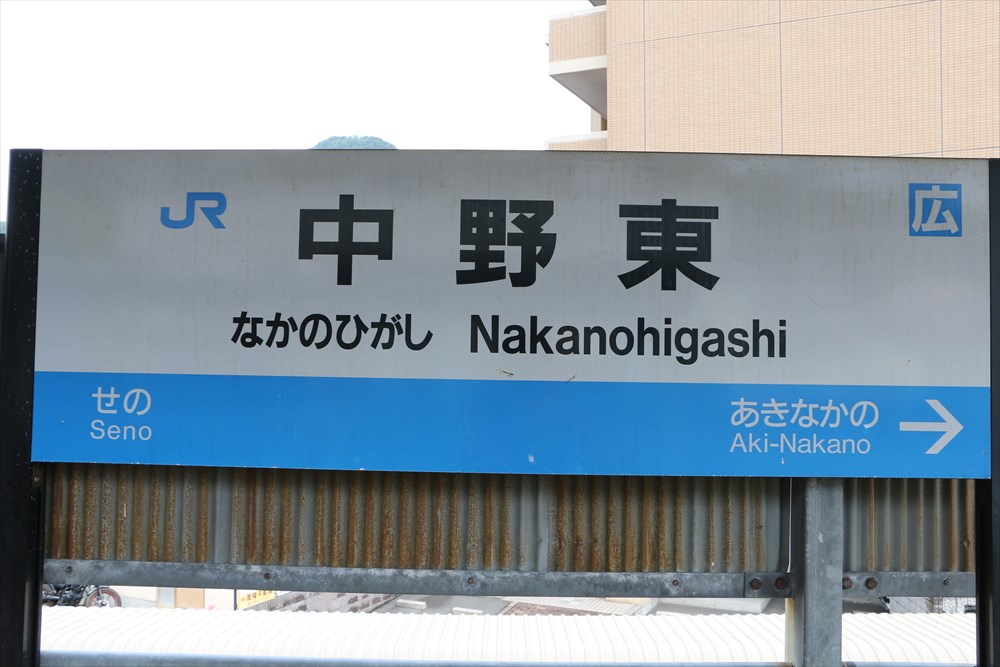 JR 中野東 広
なかのひがし Nakanohigashi
せの
Seno
あきなかの →
Aki-Nakano